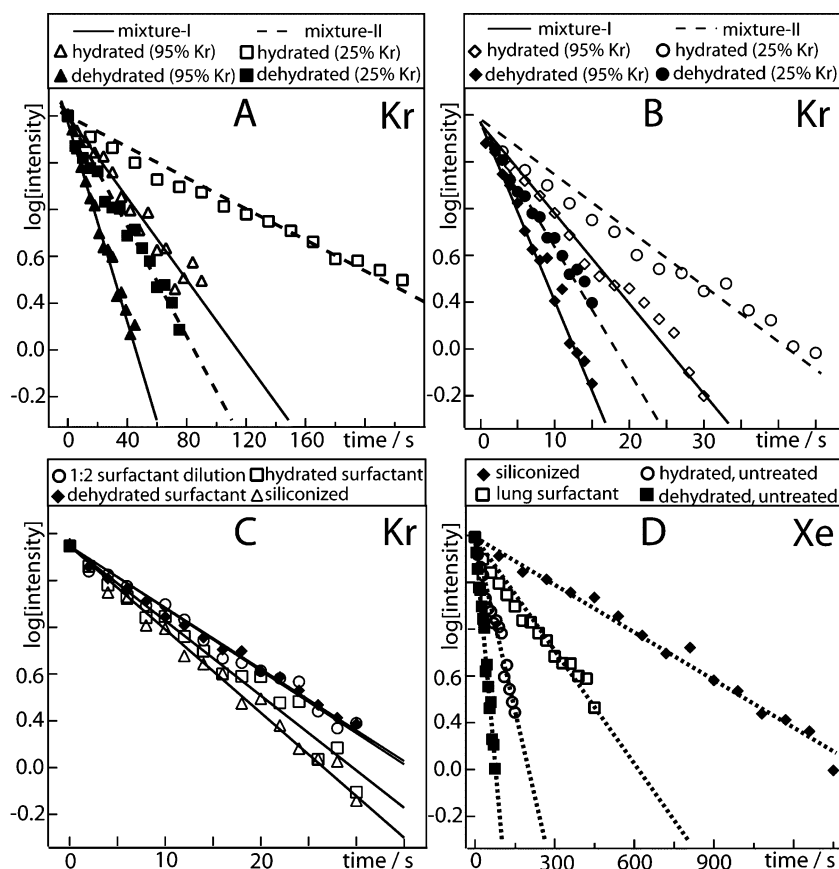 mixture-I mixture-II
hydrated (95% Kr) hydrated (25% Kr)
dehydrated (95% Kr) dehydrated (25% Kr)
A Kr
log[intensity]
0.6
0.4
0.0
-0.2
0 40 80 120 160
time / s
mixture-I mixture-II
hydrated (95% Kr) hydrated (25% Kr)
dehydrated (95% Kr) dehydrated (25% Kr)
B Kr
log[intensity]
0.6
0.4
0.0
-0.2
0 10 20 30
time / s
1:2 surfactant dilution hydrated surfactant
dehydrated surfactant siliconized
C Kr
log[intensity]
0.6
0.4
0.0
-0.2
0 10 20
time / s
siliconized hydrated, untreated
lung surfactant dehydrated, untreated
D Xe
log[intensity]
0.6
0.4
0.0
-0.2
0 300 600 900
time / s